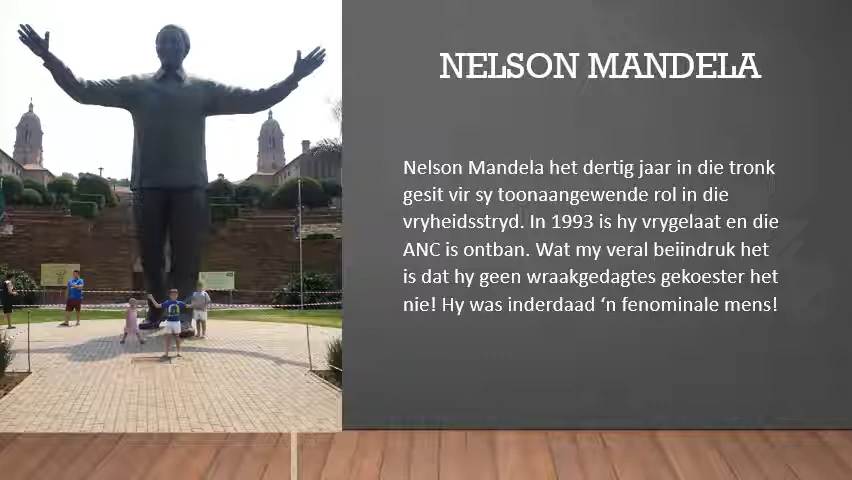 NELSON MANDELA
Nelson Mandela het dertig jaar in die tronk
gesit vir sy toonaangewende rol in die
vryheidsstryd. In 1993 is hy vrygelaat en die
ANC is ontban. Wat my veral beiindruk het
is dat hy geen wraakgedagtes gekoester het
nie! Hy was inderdaad ‘n fenominale mens!